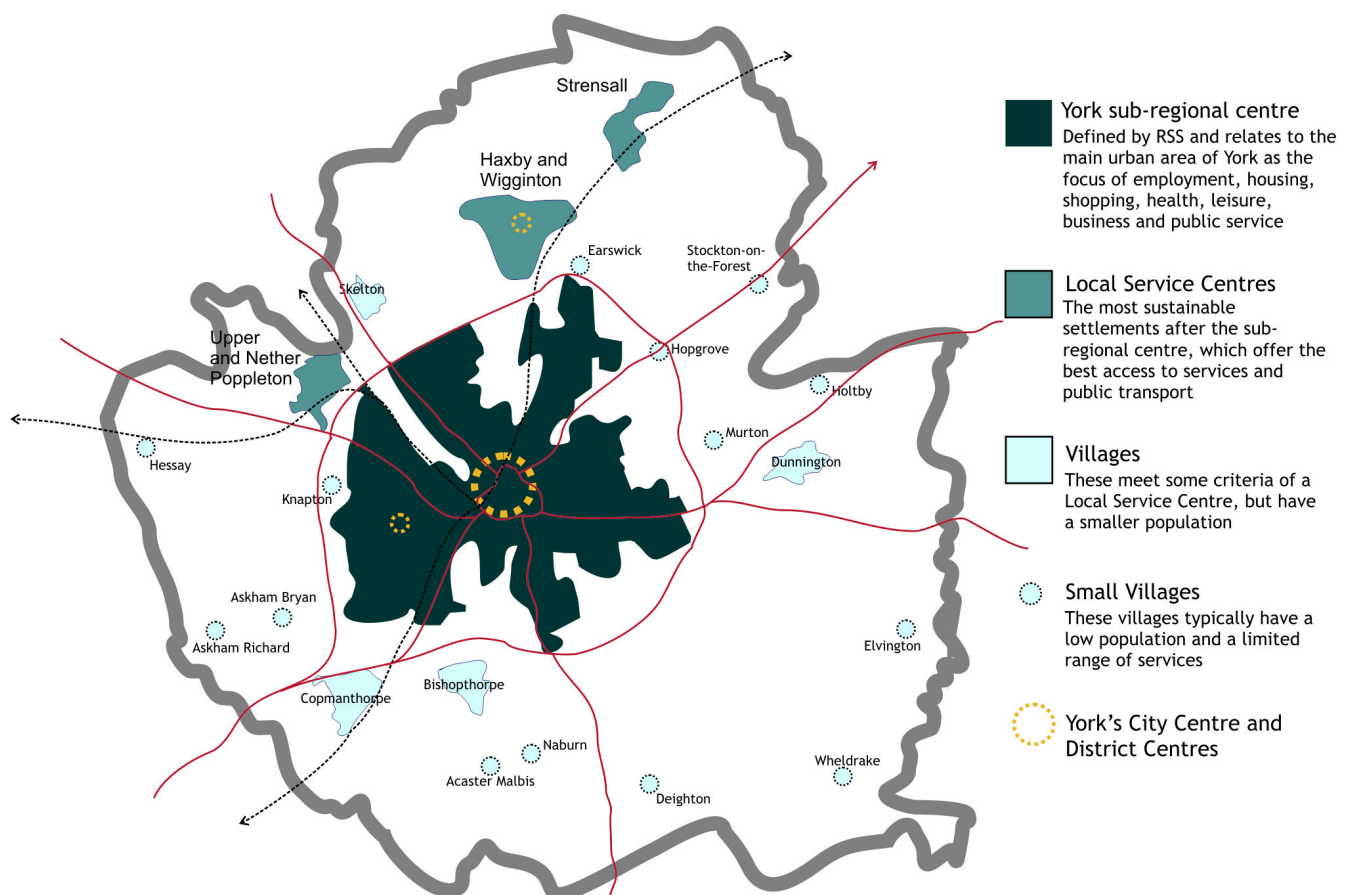 Strensall
Haxby and
Wigginton
Earswick
Stockton-on-
the-Forest
Skelton
Hopgrove
Upper
and Nether
Poppleton
Holtby
Murton
Dunnington
Hessay
Knapton
Askham Bryan
Askham Richard
Elvington
Copmanthorpe
Bishopthorpe
Naburn
Acaster Malbis
Deighton
Wheldrake
York sub-regional centre
Defined by RSS and relates to the
main urban area of York as the
focus of employment, housing,
shopping, health, leisure,
business and public service
Local Service Centres
The most sustainable
settlements after the sub-
regional centre, which offer the
best access to services and
public transport
Villages
These meet some criteria of a
Local Service Centre, but have
a smaller population
Small Villages
These villages typically have a
low population and a limited
range of services
York’s City Centre and
District Centres